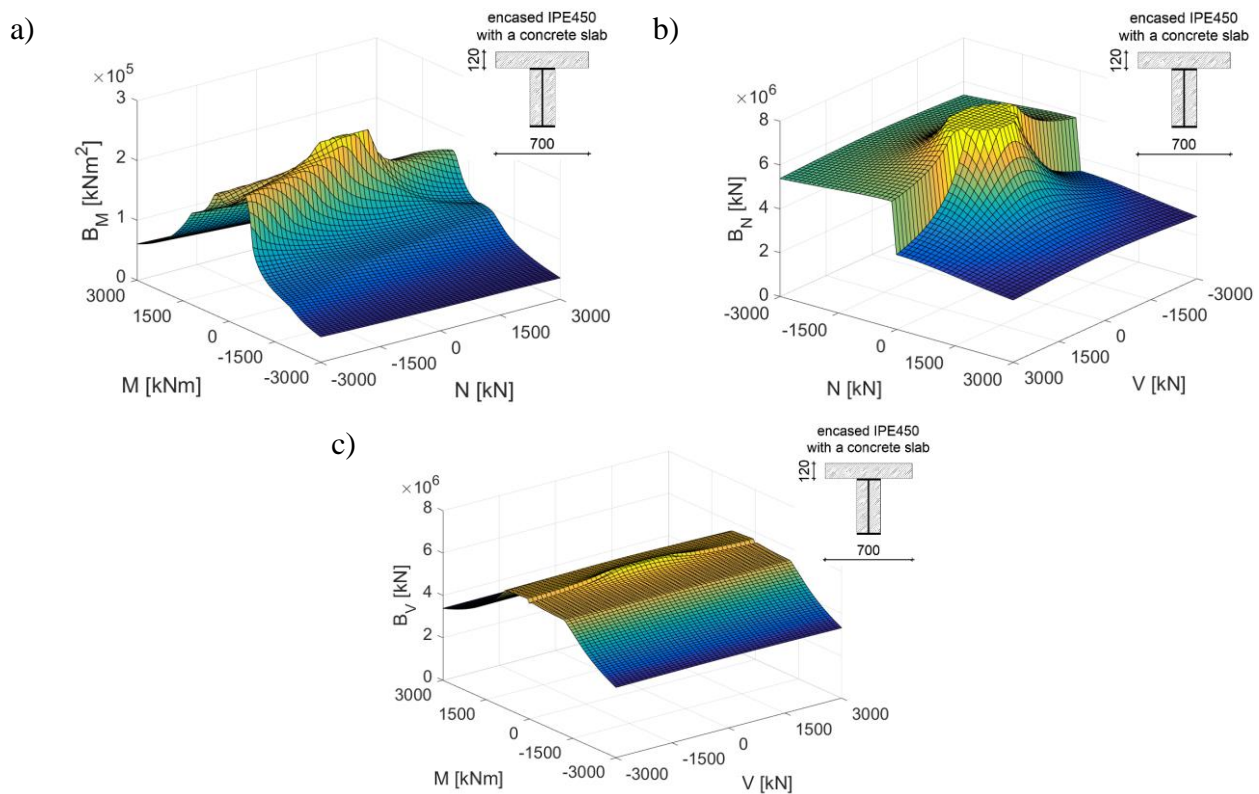 a)
encased IPE450
with a concrete slab
120
700
×10^5
3
2
1
0
B_M [kNm^2]
3000
1500
0
-1500
-3000
M [kNm]
-3000
-1500
0
1500
3000
N [kN]
b)
encased IPE450
with a concrete slab
120
700
×10^6
8
6
4
2
0
B_N [kN]
-3000
-1500
0
1500
3000
N [kN]
3000
1500
0
-1500
-3000
V [kN]
c)
encased IPE450
with a concrete slab
120
700
×10^6
8
6
4
2
0
B_V [kN]
3000
1500
0
-1500
-3000
M [kNm]
-3000
-1500
0
1500
3000
V [kN]